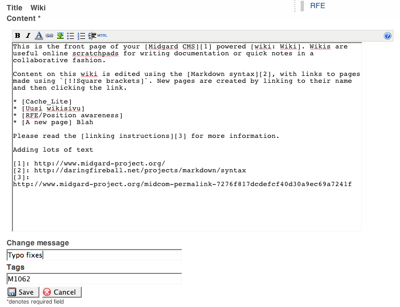 Title Wiki
RFE
Content *
B I A HTML
This is the front page of your [Midgard CMS][1] powered [wiki: Wiki]. Wikis are
useful online scratchpads for writing documentation or quick notes in a
collaborative fashion.
Content on this wiki is edited using the [Markdown syntax][2], with links to pages
made using `[!!Square brackets]`. New pages are created by linking to their name
and then clicking the link.
* [Cache_Lite]
* [Uusi wikisivu]
* [RFE/Position awareness]
* [A new page] Blah
Please read the [linking instructions][3] for more information.
Adding lots of text
[1]: http://www.midgard-project.org/
[2]: http://daringfireball.net/projects/markdown/syntax
[3]:
http://www.midgard-project.org/midcom-permalink-7276f817dcdefcf40d30a9ec69a7241f
Change message
Typo fixes
Tags
M1062
Save Cancel
*denotes required field